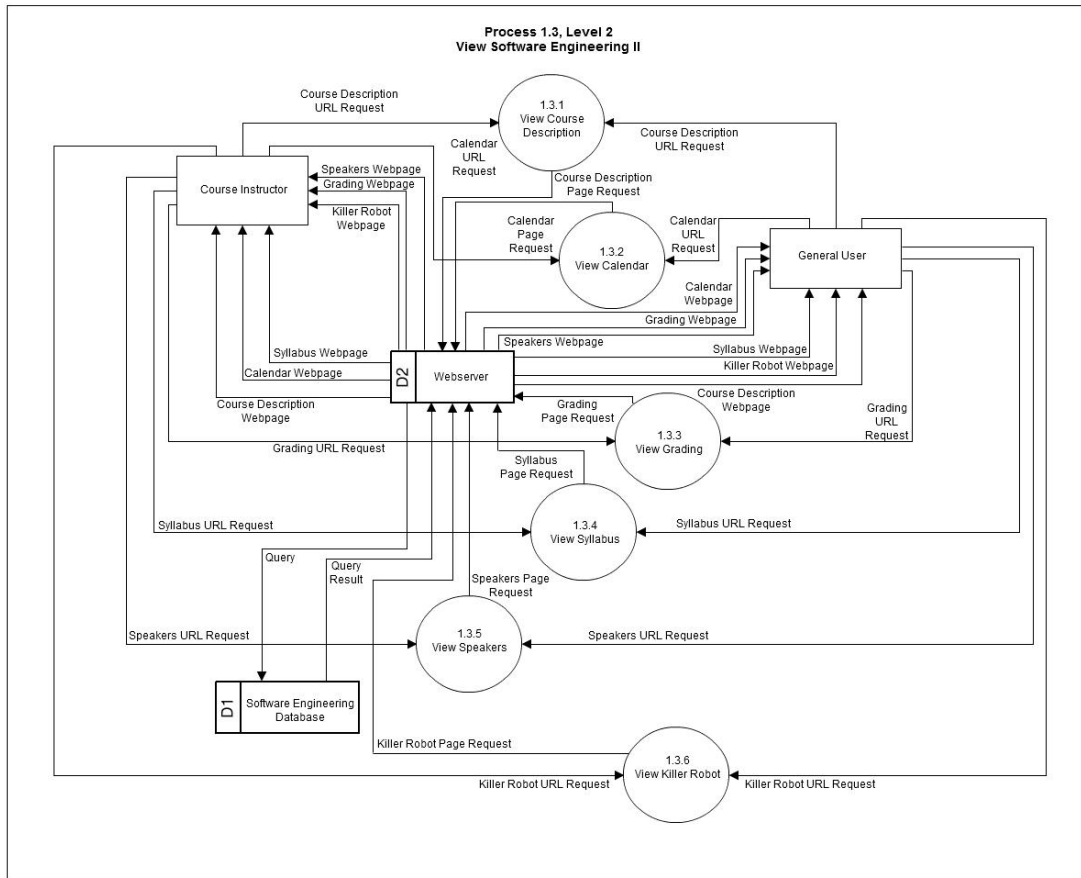 Process 1.3, Level 2
View Software Engineering II
Course Description
URL Request
1.3.1
View Course
Description
Course Description
URL Request
Calendar
URL
Request
Speakers Webpage
Grading Webpage
Killer Robot
Webpage
Course Instructor
Course Description
Page Request
Calendar
Page
Request
1.3.2
View Calendar
Calendar
URL
Request
General User
Calendar
Webpage
Grading Webpage
Speakers Webpage
Syllabus Webpage
Killer Robot Webpage
Course Description
Webpage
Syllabus Webpage
Calendar Webpage
Course Description
Webpage
D2
Webserver
Grading
Page Request
Grading
URL
Request
1.3.3
View Grading
Grading URL Request
Syllabus
Page Request
1.3.4
View Syllabus
Syllabus URL Request
Syllabus URL Request
Query
Query
Result
Speakers Page
Request
1.3.5
View Speakers
Speakers URL Request
Speakers URL Request
D1
Software Engineering
Database
Killer Robot Page Request
1.3.6
View Killer Robot
Killer Robot URL Request
Killer Robot URL Request